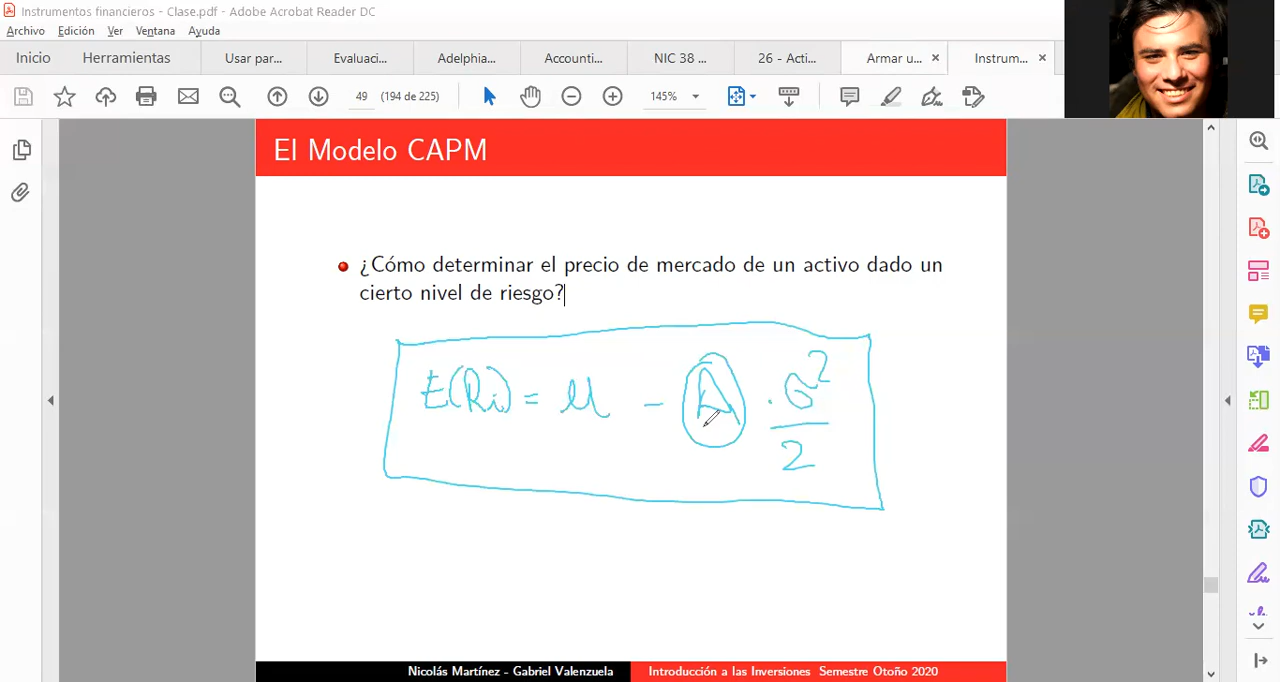 Instrumentos financieros - Clase.pdf - Adobe Acrobat Reader DC
Archivo Edición Ver Ventana Ayuda
Inicio Herramientas Usar par... Evaluaci... Adelphia... Accounti... NIC 38 ... 26 - Acti... Armar u... × Instrum... ×
49 (194 de 225) 145%
El Modelo CAPM
¿Cómo determinar el precio de mercado de un activo dado un
cierto nivel de riesgo?
E(Ri) = μ - A · σ²/2
Nicolás Martínez - Gabriel Valenzuela Introducción a las Inversiones Semestre Otoño 2020